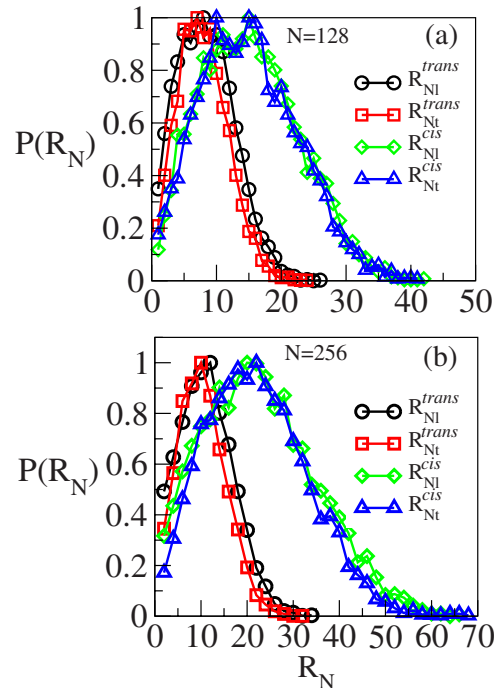 1
0.8
0.6
0.4
0.2
0
P(R_N)
N=128
(a)
R_Nl^trans
R_Nt^trans
R_Nl^cis
R_Nt^cis
0 10 20 30 40 50
1
0.8
0.6
0.4
0.2
0
P(R_N)
N=256
(b)
R_Nl^trans
R_Nt^trans
R_Nl^cis
R_Nt^cis
0 10 20 30 40 50 60 70
R_N